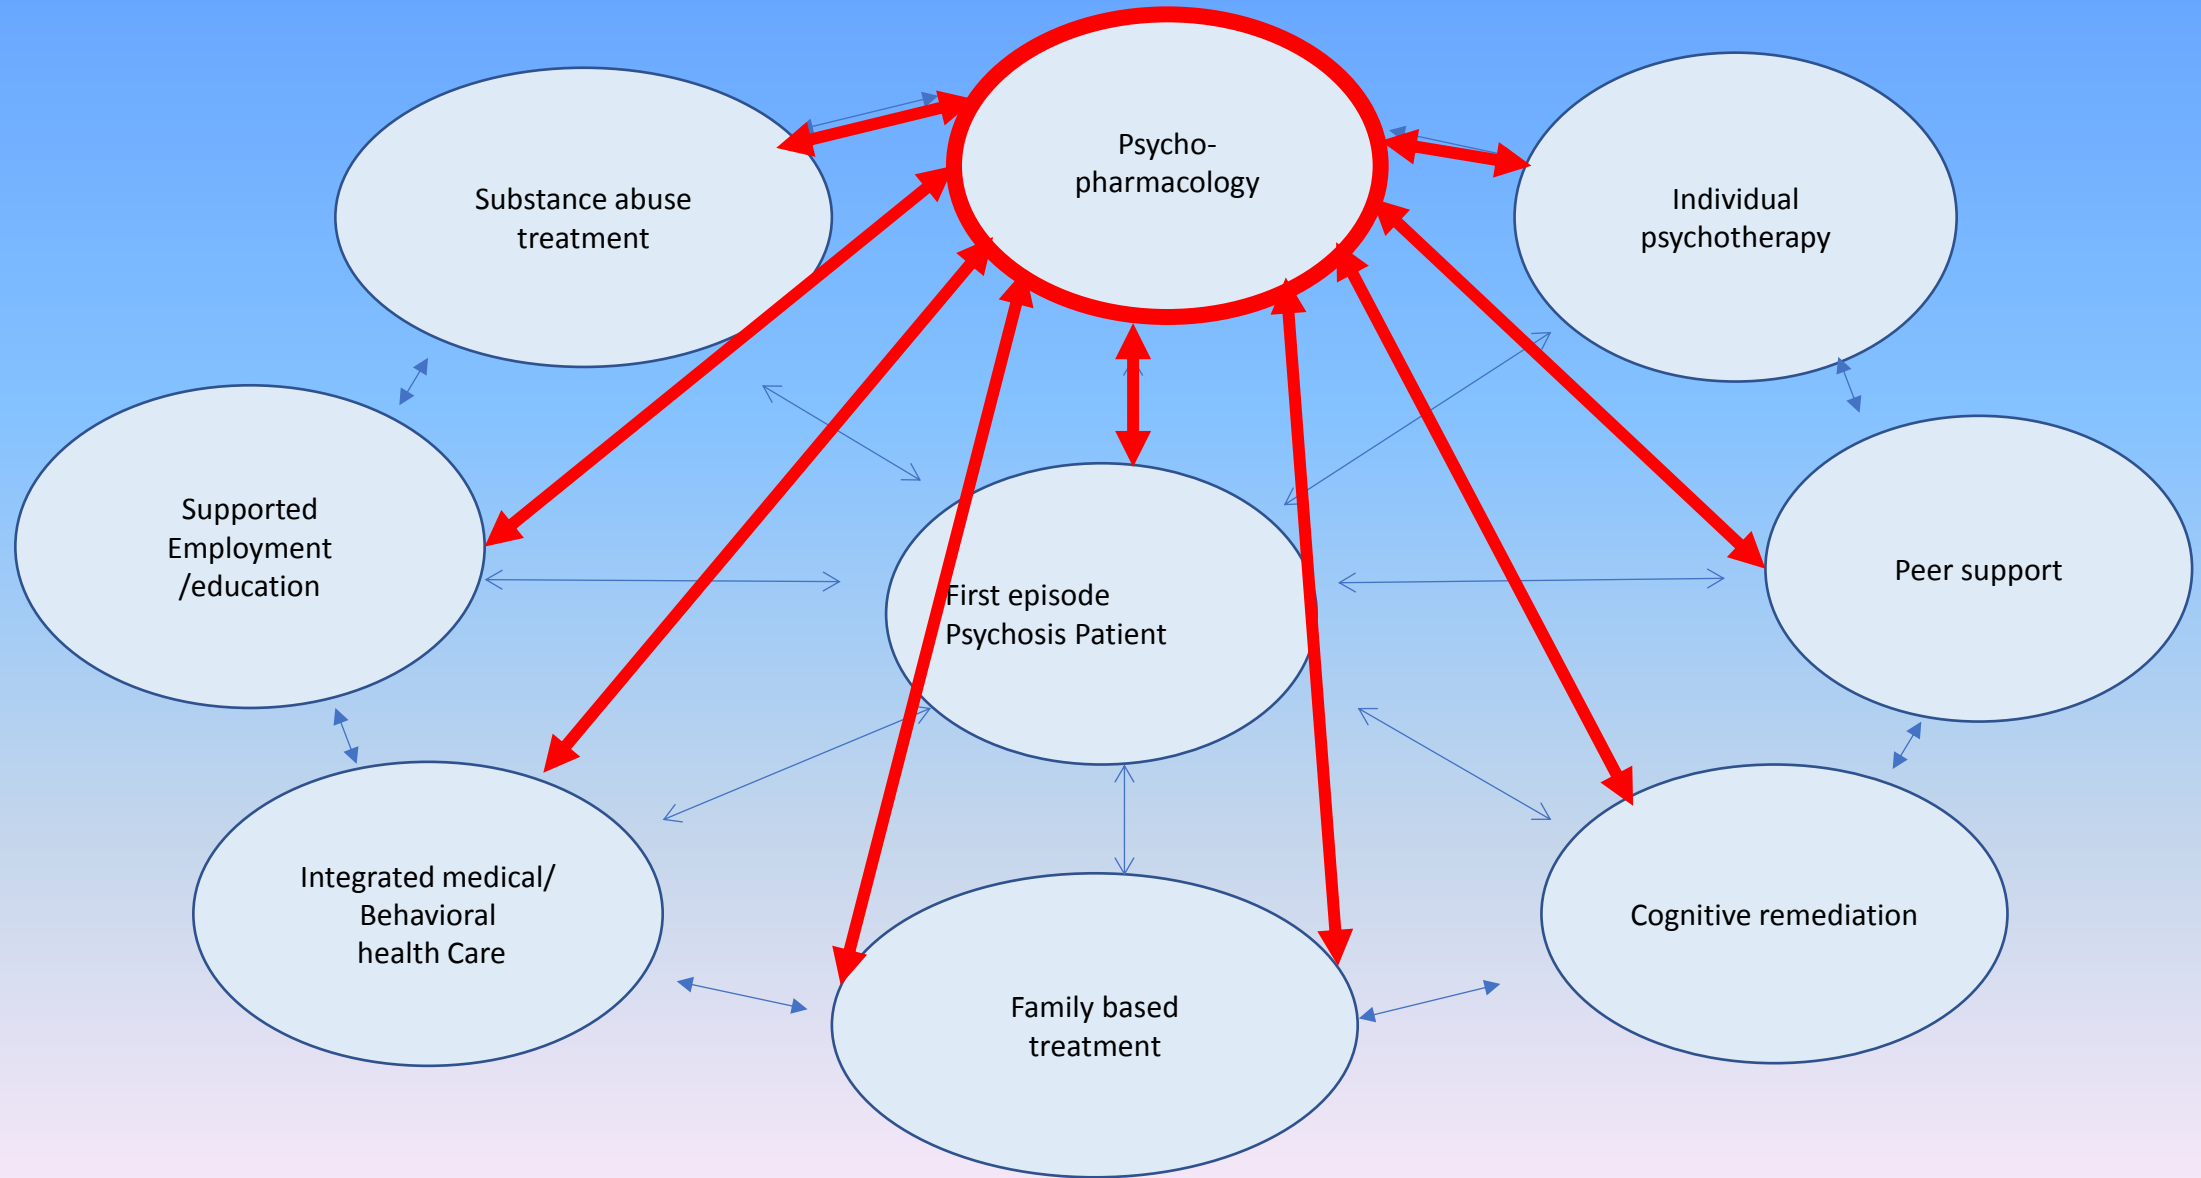 Psycho-
pharmacology
Substance abuse
treatment
Individual
psychotherapy
Supported
Employment
/education
First episode
Psychosis Patient
Peer support
Integrated medical/
Behavioral
health Care
Family based
treatment
Cognitive remediation